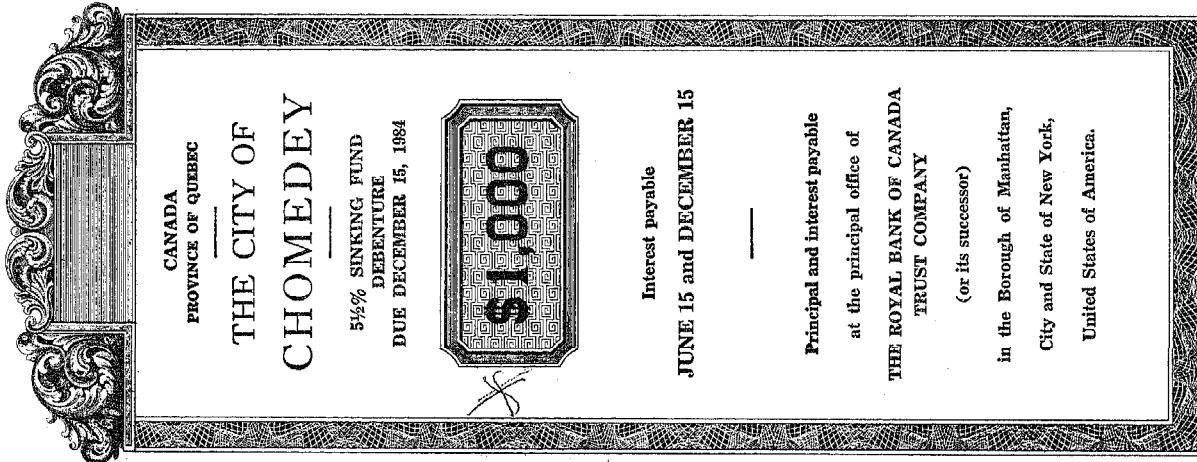 CANADA
PROVINCE OF QUEBEC
THE CITY OF
CHOMEDEY
5½% SINKING FUND
DEBENTURE
DUE DECEMBER 15, 1984
$1,000
Interest payable
JUNE 15 and DECEMBER 15
Principal and interest payable
at the principal office of
THE ROYAL BANK OF CANADA
TRUST COMPANY
(or its successor)
in the Borough of Manhattan,
City and State of New York,
United States of America.